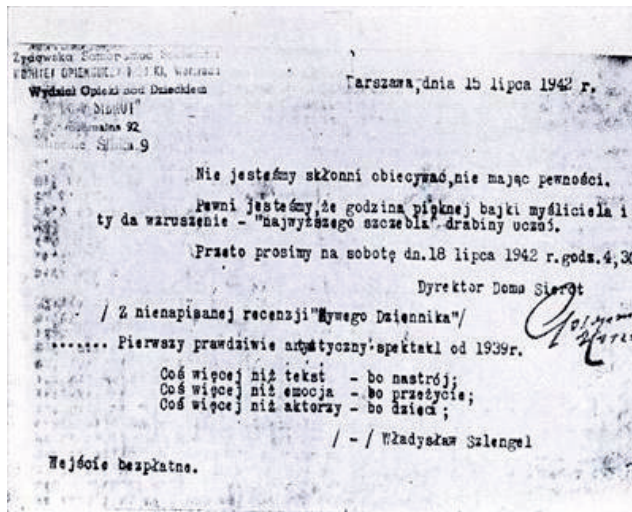 Żydowska
Wydział Opieki nad Dzieckiem
92
9
Warszawa, dnia 15 lipca 1942 r.
Nie jesteśmy skłonni obiecywać, nie mając pewności.
Pewni jesteśmy, że godzina pięknej bajki myśliciela i
ty da wzruszenie - "najwyższego szczebla" drabiny uczuć.
Przeto prosimy na sobotę dn. 18 lipca 1942 r. godz. 4,30
Dyrektor Domu Sierot
/ Z nienapisanej recenzji "Żywego Dziennika"/
....... Pierwszy prawdziwie artystyczny spektakl od 1939r.
Coś więcej niż tekst - bo nastrój;
Coś więcej niż emocja - bo przeżycie;
Coś więcej niż aktorzy - bo dzieci;
/ - / Władysław Szlengel
Wejście bezpłatne.